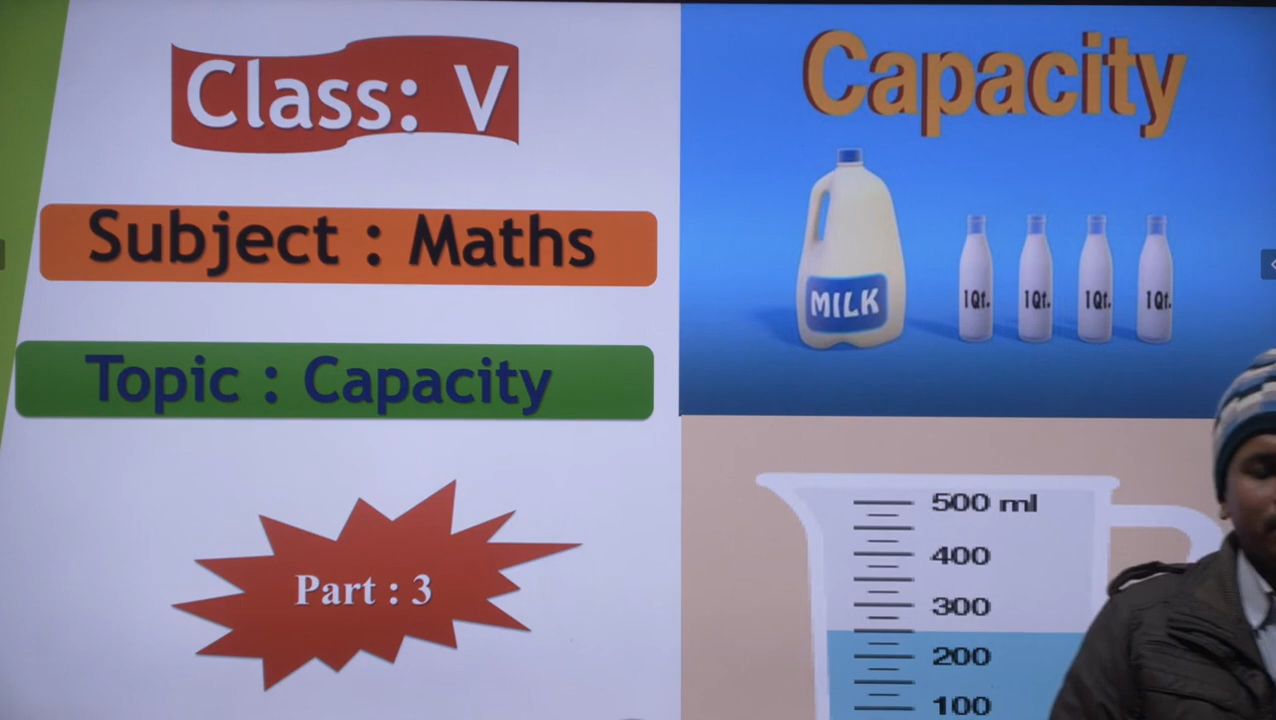 Class: V
Subject : Maths
Topic : Capacity
Part : 3
Capacity
MILK
1Qt.
1Qt.
1Qt.
1Qt.
500 ml
400
300
200
100